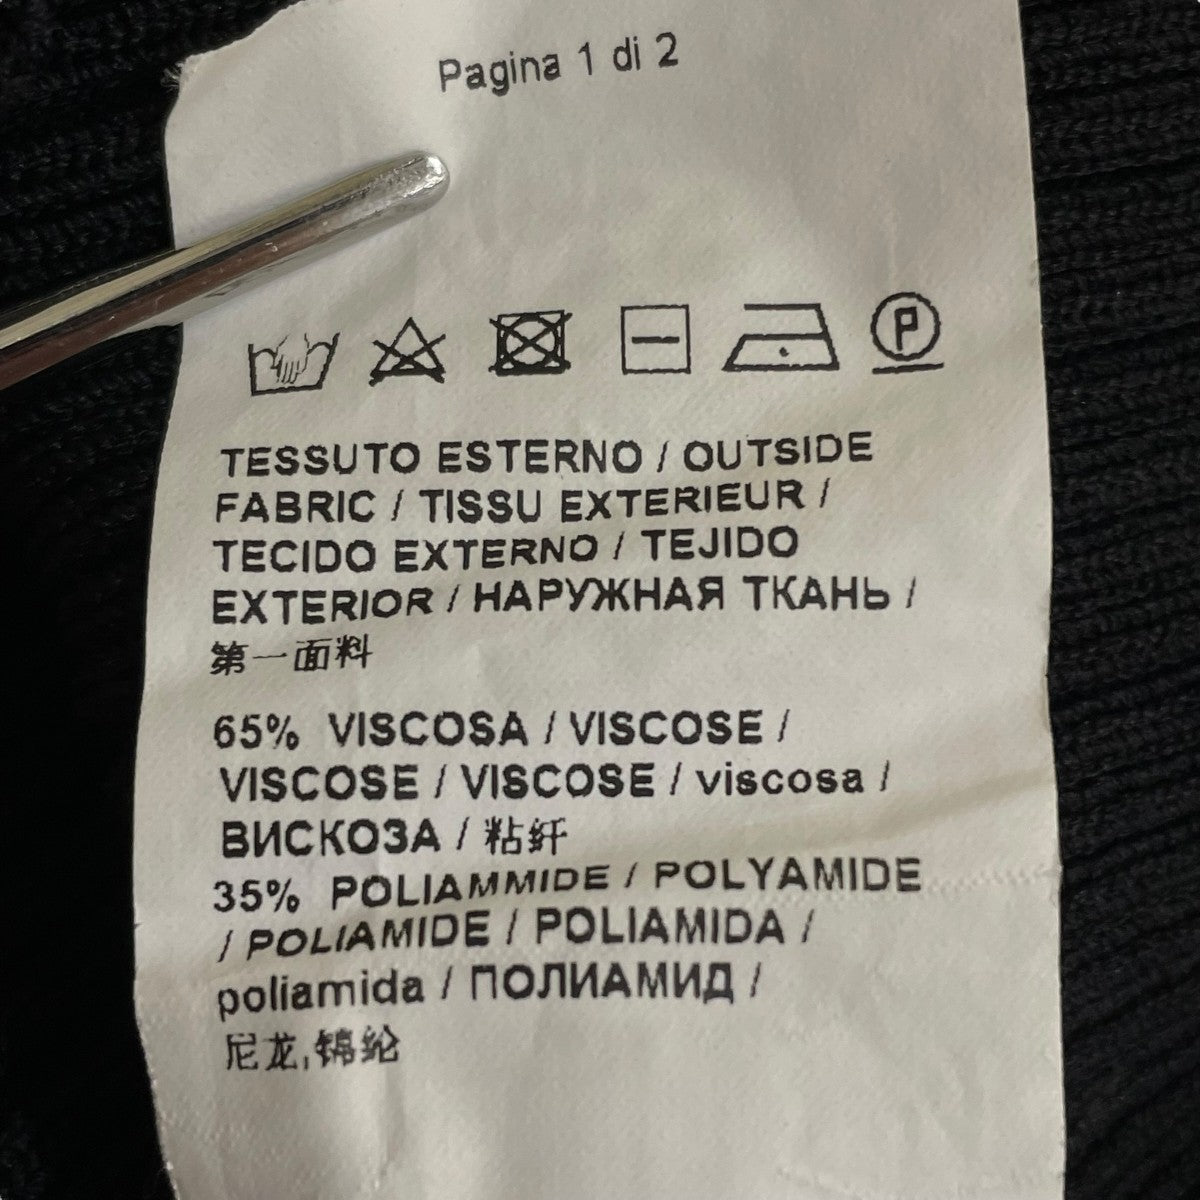 Pagina 1 di 2
P
TESSUTO ESTERNO / OUTSIDE
FABRIC / TISSU EXTERIEUR /
TECIDO EXTERNO / TEJIDO
EXTERIOR / НАРУЖНАЯ ТКАНЬ /
第一面料
65% VISCOSA / VISCOSE /
VISCOSE / VISCOSE / viscosa /
ВИСКОЗА / 粘纤
35% POLIAMMIDE / POLYAMIDE
/ POLIAMIDE / POLIAMIDA /
poliamida / ПОЛИАМИД /
尼龙,锦纶